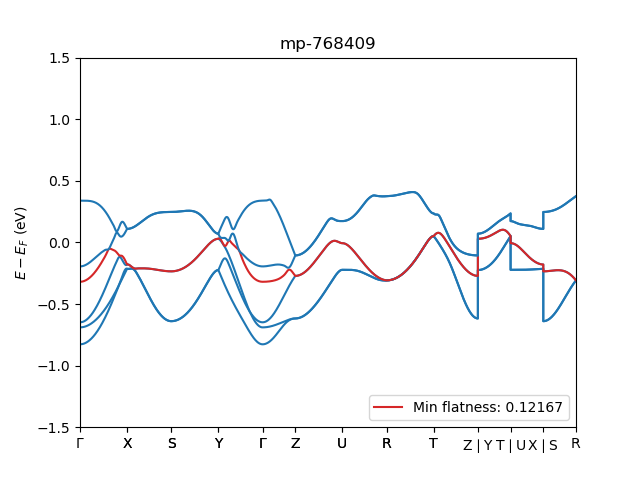 mp-768409
E − E_F (eV)
1.5
1.0
0.5
0.0
−0.5
−1.0
−1.5
Min flatness: 0.12167
Γ X S Y Γ Z U R T Z | Y T | U X | S R